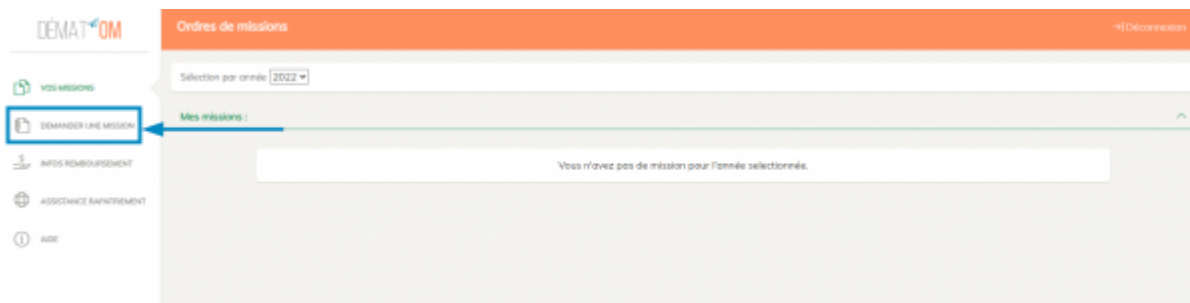 DÉMAT'OM
Ordres de missions
Déconnexion
Sélection par année 2022
VOS MISSIONS
Mes missions :
DEMANDER UNE MISSION
Vous n'avez pas de mission pour l'année selectionnée.
INFOS REMBOURSEMENT
ASSISTANCE RAPATRIEMENT
AIDE